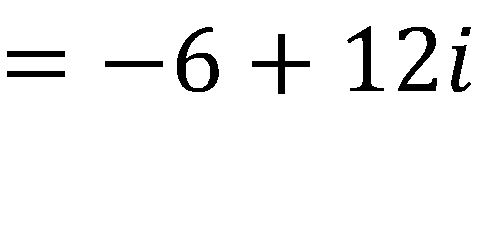 = −6 + 12i